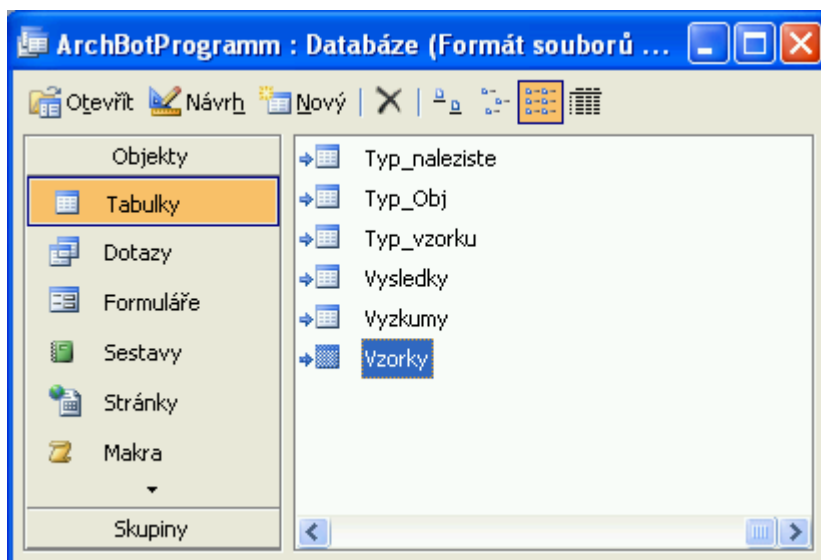 ArchBotProgramm : Databáze (Formát souborů ...
Otevřít Návrh Nový
Objekty
Tabulky
Dotazy
Formuláře
Sestavy
Stránky
Makra
Skupiny
Typ_naleziste
Typ_Obj
Typ_vzorku
Vysledky
Vyzkumy
Vzorky